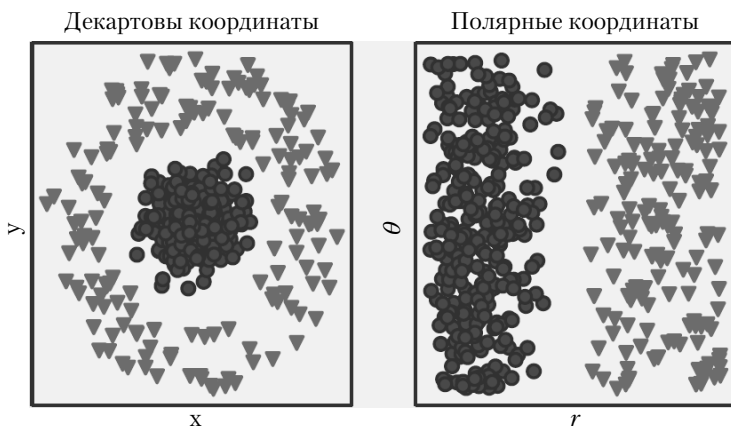 Декартовы координаты
Полярные координаты
y
θ
x
r